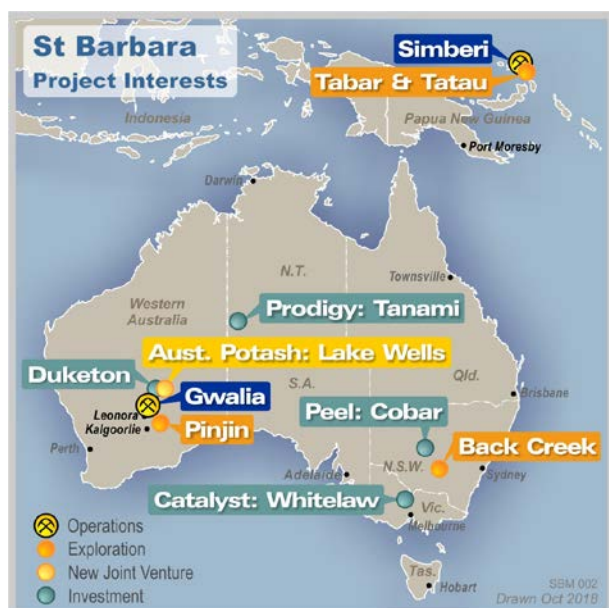 St Barbara
Project Interests
Simberi
Tabar & Tatau
Indonesia
Papua New Guinea
Port Moresby
Darwin
N.T.
Townsville
Western
Australia
Prodigy: Tanami
Aust. Potash: Lake Wells
Duketon
S.A.
Qld.
Gwalia
Brisbane
Leonora
Peel: Cobar
Kalgoorlie
Pinjin
Perth
Back Creek
N.S.W.
Adelaide
Sydney
Catalyst: Whitelaw
Vic.
Melbourne
Operations
Exploration
New Joint Venture
Investment
Tas.
Hobart
SBM 002
Drawn Oct 2018